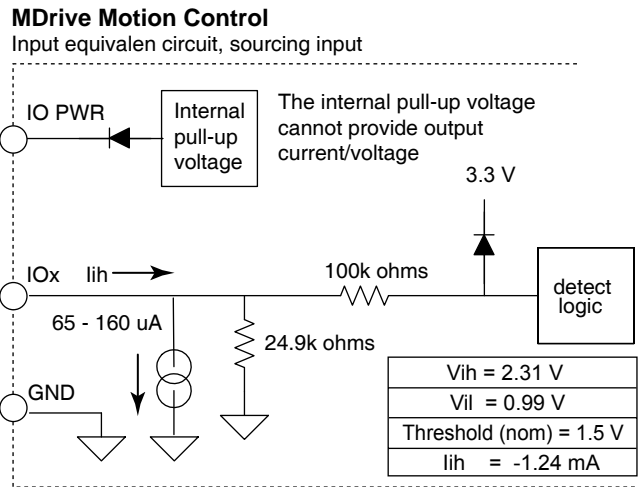 MDrive Motion Control
Input equivalen circuit, sourcing input
IO PWR
Internal
pull-up
voltage
The internal pull-up voltage
cannot provide output
current/voltage
3.3 V
IOx
Iih
100k ohms
detect
logic
65 - 160 uA
24.9k ohms
GND
Vih = 2.31 V
Vil = 0.99 V
Threshold (nom) = 1.5 V
Iih = -1.24 mA